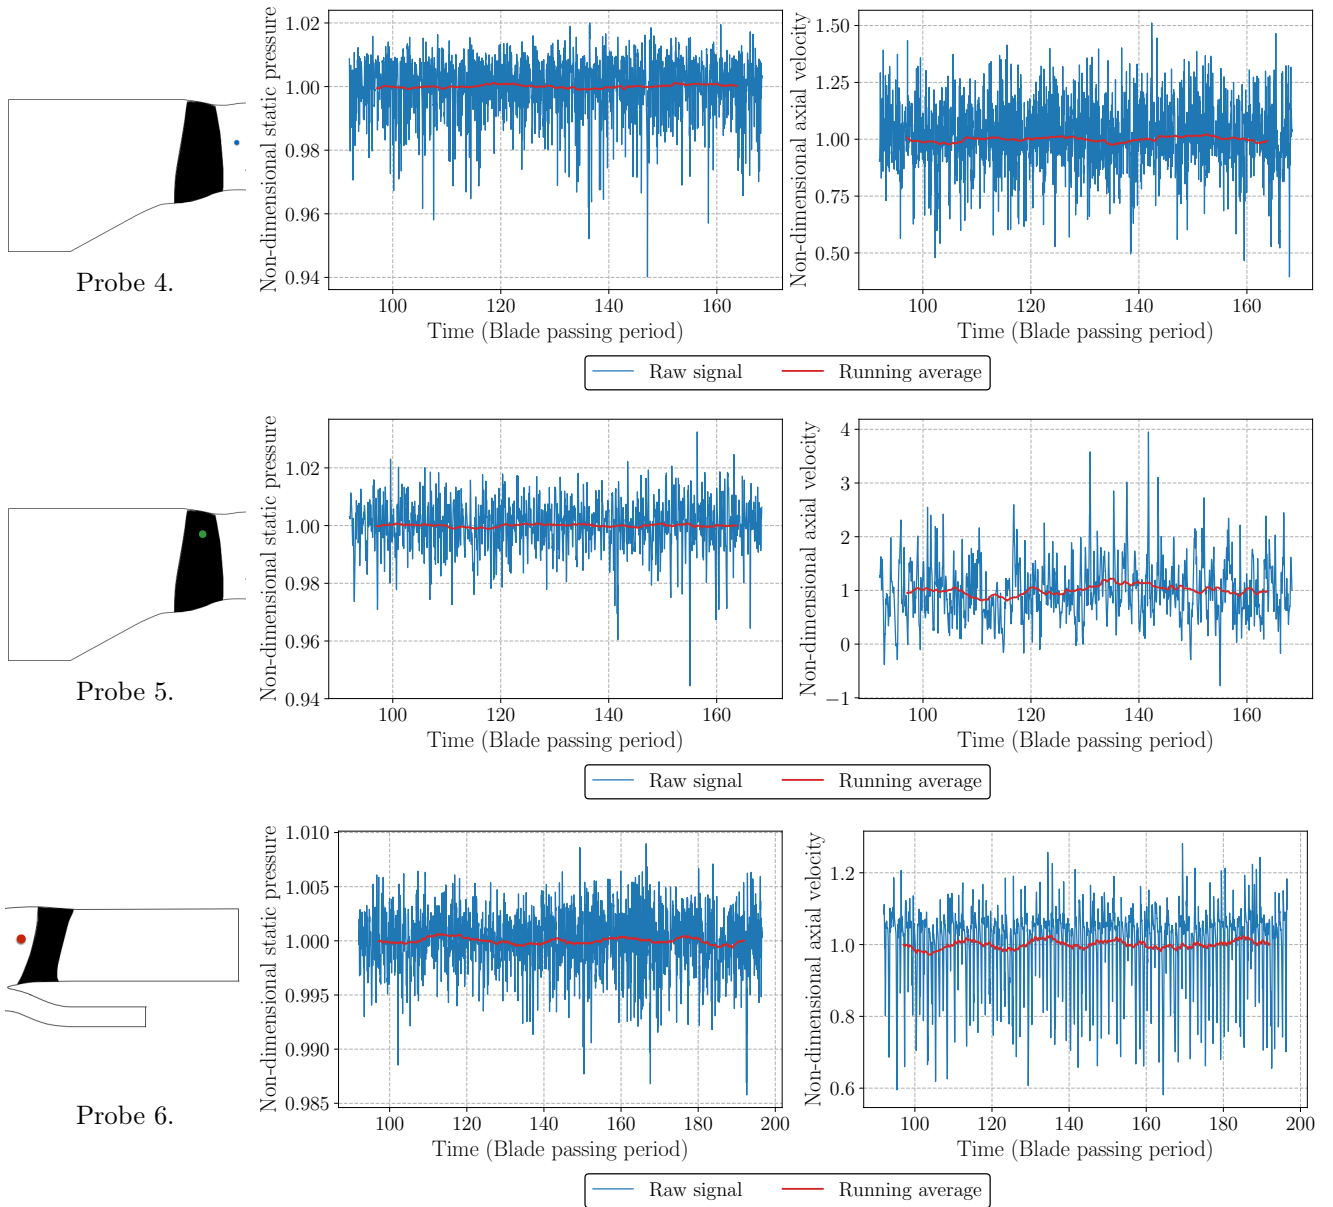 Non-dimensional static pressure
1.02
1.00
0.98
0.96
0.94
100 120 140 160
Time (Blade passing period)
Non-dimensional axial velocity
1.50
1.25
1.00
0.75
0.50
100 120 140 160
Time (Blade passing period)
Probe 4.
Raw signal Running average
Non-dimensional static pressure
1.02
1.00
0.98
0.96
0.94
100 120 140 160
Time (Blade passing period)
Non-dimensional axial velocity
4
3
2
1
0
−1
100 120 140 160
Time (Blade passing period)
Probe 5.
Raw signal Running average
Non-dimensional static pressure
1.010
1.005
1.000
0.995
0.990
0.985
100 120 140 160 180 200
Time (Blade passing period)
Non-dimensional axial velocity
1.2
1.0
0.8
0.6
100 120 140 160 180 200
Time (Blade passing period)
Probe 6.
Raw signal Running average